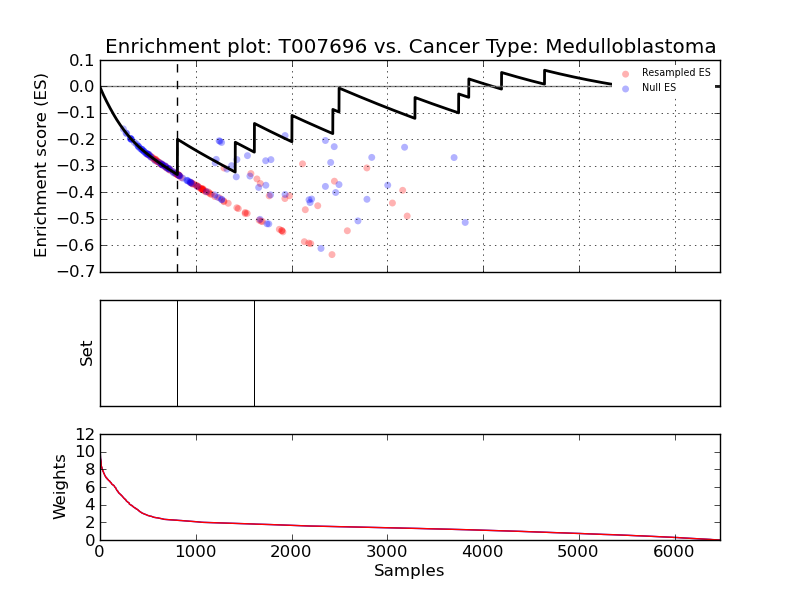 Enrichment plot: T007696 vs. Cancer Type: Medulloblastoma
Enrichment score (ES)
0.1
0.0
−0.1
−0.2
−0.3
−0.4
−0.5
−0.6
−0.7
Resampled ES
Null ES
Set
Weights
12
10
8
6
4
2
0
0 1000 2000 3000 4000 5000 6000
Samples